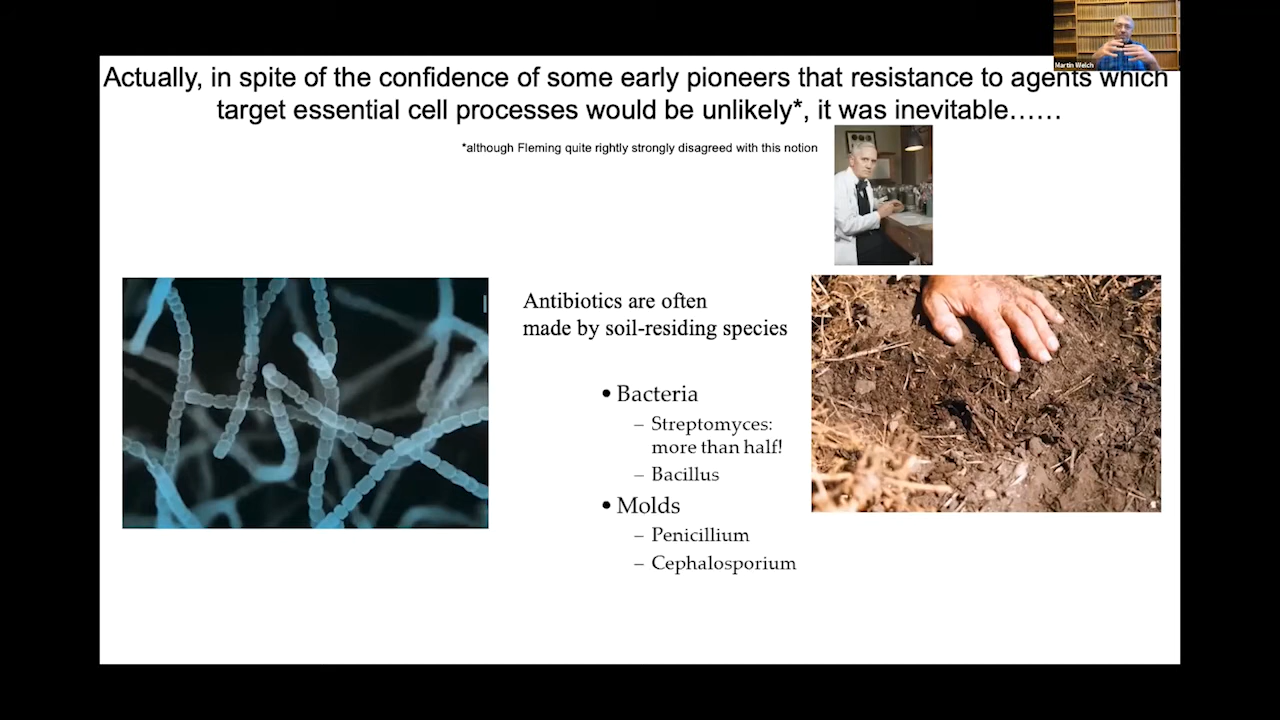 Martin Welch
Actually, in spite of the confidence of some early pioneers that resistance to agents which
target essential cell processes would be unlikely*, it was inevitable……
*although Fleming quite rightly strongly disagreed with this notion
Antibiotics are often
made by soil-residing species
• Bacteria
– Streptomyces:
more than half!
– Bacillus
• Molds
– Penicillium
– Cephalosporium